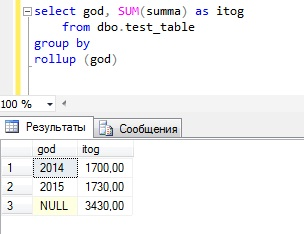 select god, SUM(summa) as itog
from dbo.test_table
group by
rollup (god)
100 %
Результаты Сообщения
god itog
1 2014 1700,00
2 2015 1730,00
3 NULL 3430,00